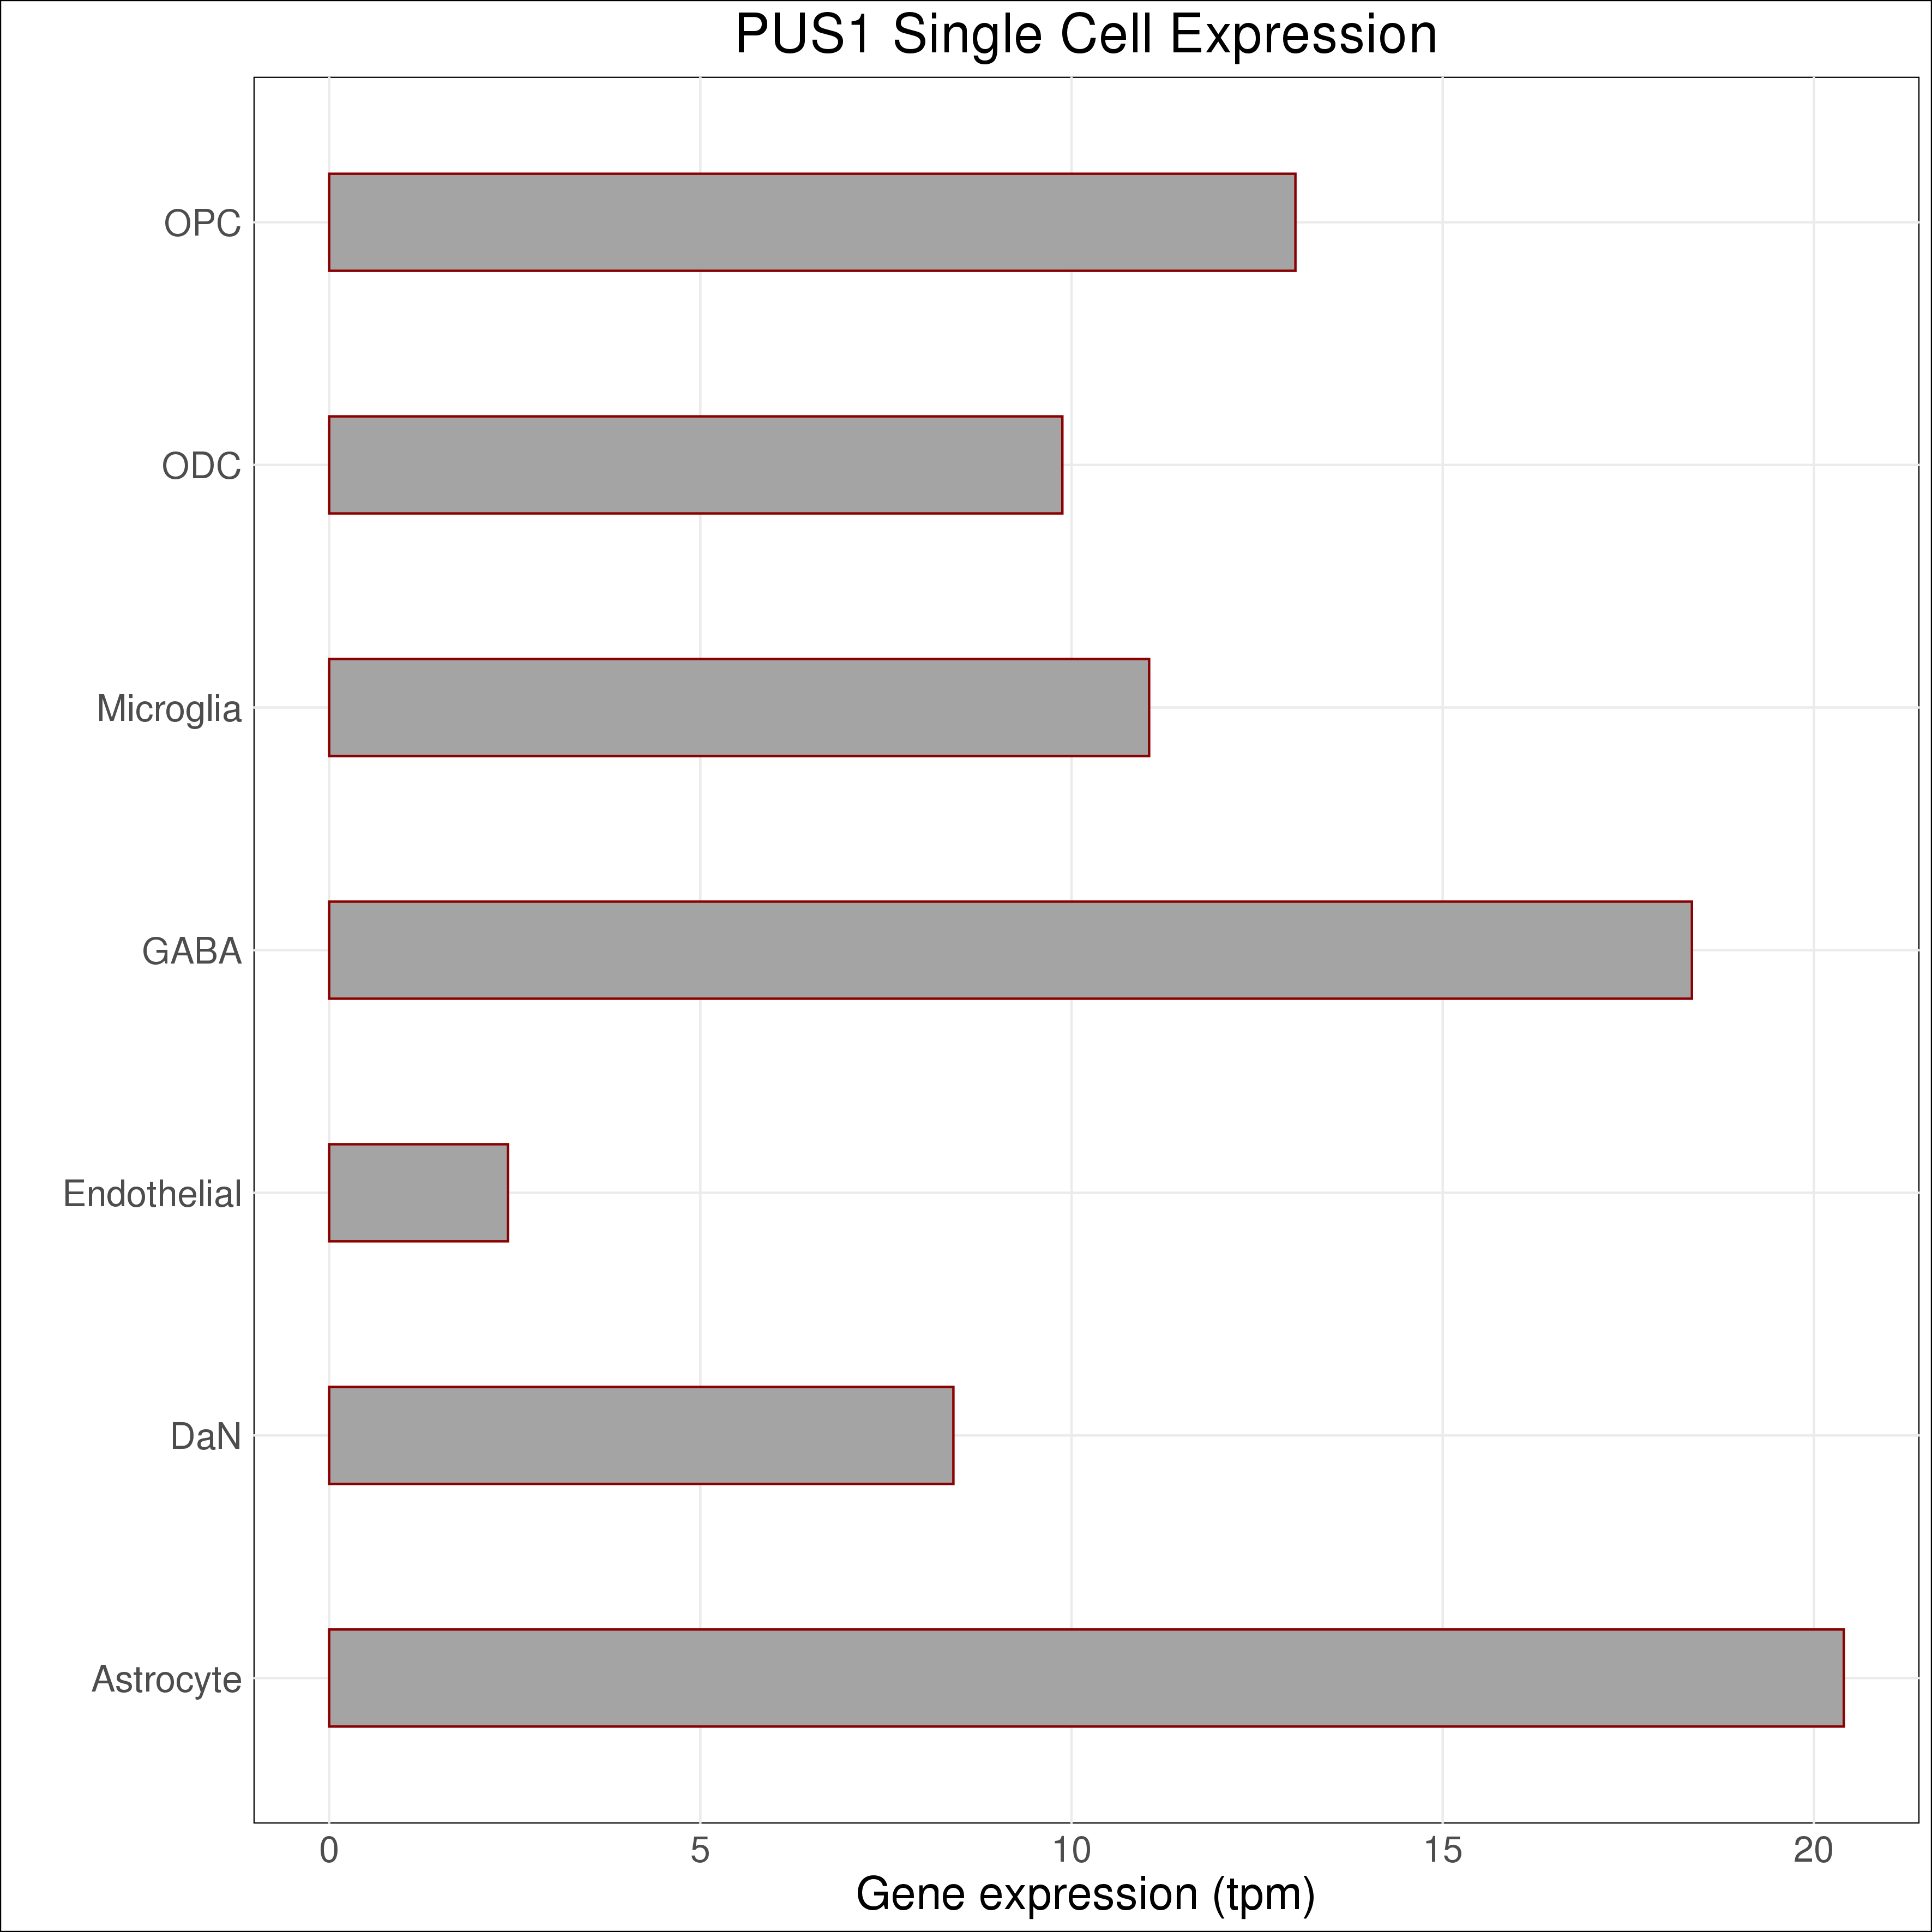 PUS1 Single Cell Expression
OPC
ODC
Microglia
GABA
Endothelial
DaN
Astrocyte
0 5 10 15 20
Gene expression (tpm)